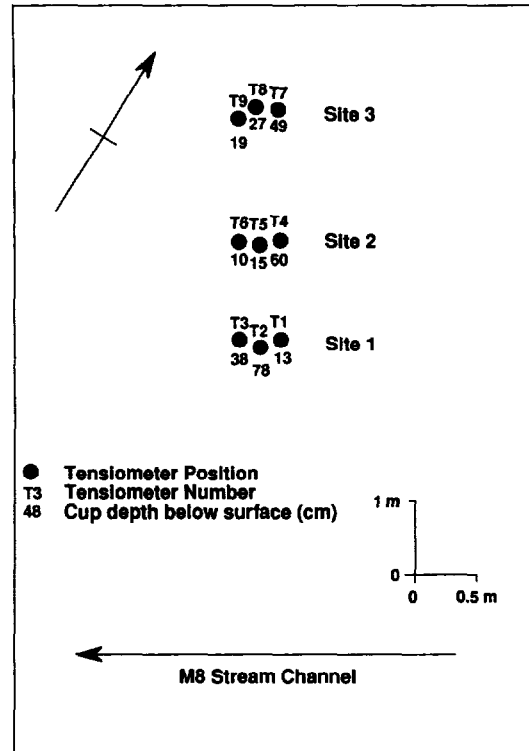 T9 T8 T7
Site 3
19 27 49
T6 T5 T4
Site 2
10 15 60
T3 T2 T1
Site 1
38 78 13
Tensiometer Position
T3 Tensiometer Number
48 Cup depth below surface (cm)
1 m
0
0 0.5 m
M8 Stream Channel